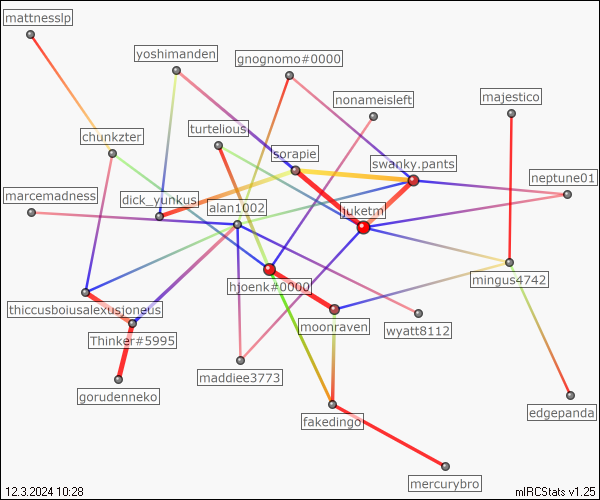 mattnesslp
yoshimanden
gnognomo#0000
nonameisleft
majestico
turtelious
chunkzter
sorapie
swanky.pants
neptune01
marcemadness
dick_yunkus
alan1002
juketm
hjoenk#0000
mingus4742
thiccusboiusalexusjoneus
moonraven
wyatt8112
Thinker#5995
maddiee3773
gorudenneko
fakedingo
edgepanda
mercurybro
12.3.2024 10:28
mIRCStats v1.25